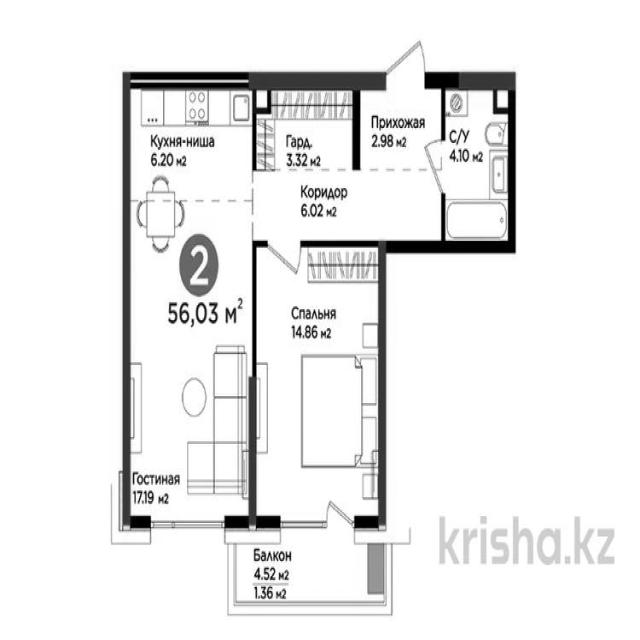 Кухня-ниша
6.20 м2
Гард.
3.32 м2
Прихожая
2.98 м2
С/У
4.10 м2
Коридор
6.02 м2
2
56,03 м2
Спальня
14.86 м2
Гостиная
17.19 м2
Балкон
4.52 м2
1.36 м2
krisha.kz